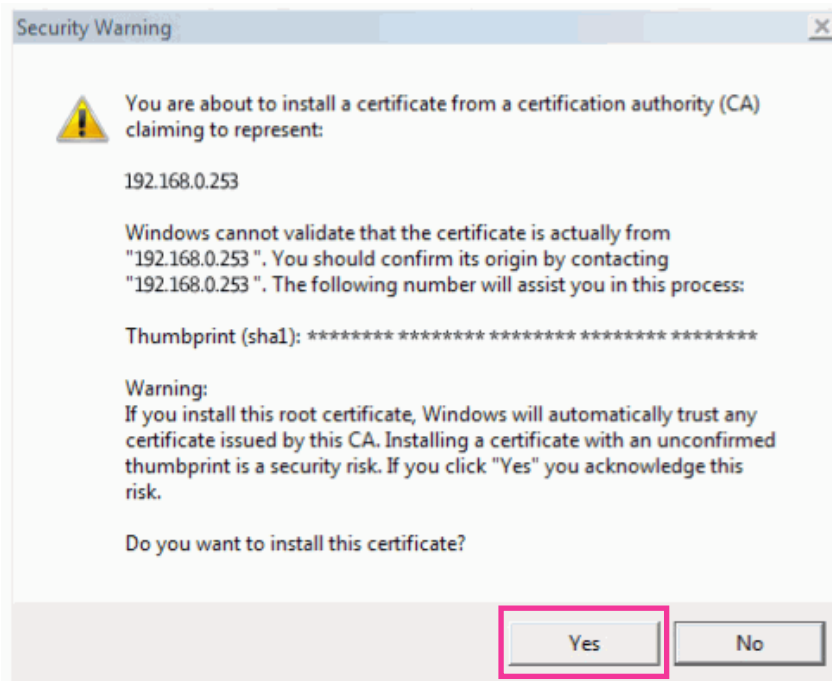 Security Warning
You are about to install a certificate from a certification authority (CA)
claiming to represent:
192.168.0.253
Windows cannot validate that the certificate is actually from
"192.168.0.253 ". You should confirm its origin by contacting
"192.168.0.253 ". The following number will assist you in this process:
Thumbprint (sha1): ******** ******** ******** ******** ********
Warning:
If you install this root certificate, Windows will automatically trust any
certificate issued by this CA. Installing a certificate with an unconfirmed
thumbprint is a security risk. If you click "Yes" you acknowledge this
risk.
Do you want to install this certificate?
Yes No